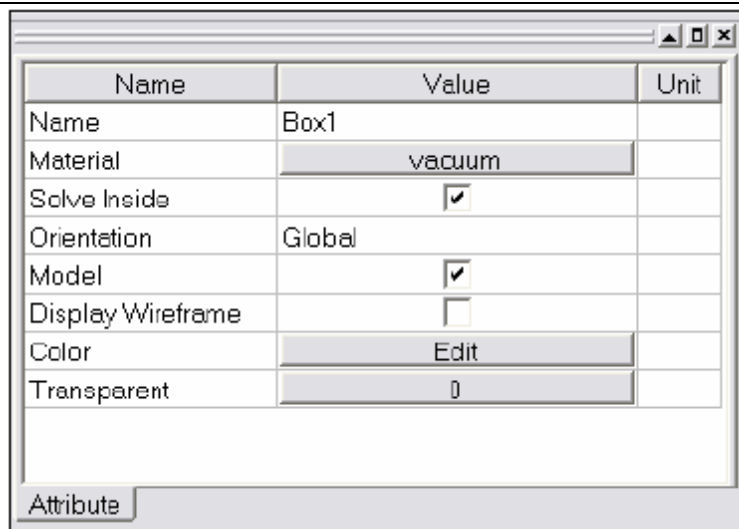 Name Value Unit
Name Box1
Material vacuum
Solve Inside
Orientation Global
Model
Display Wireframe
Color Edit
Transparent 0
Attribute